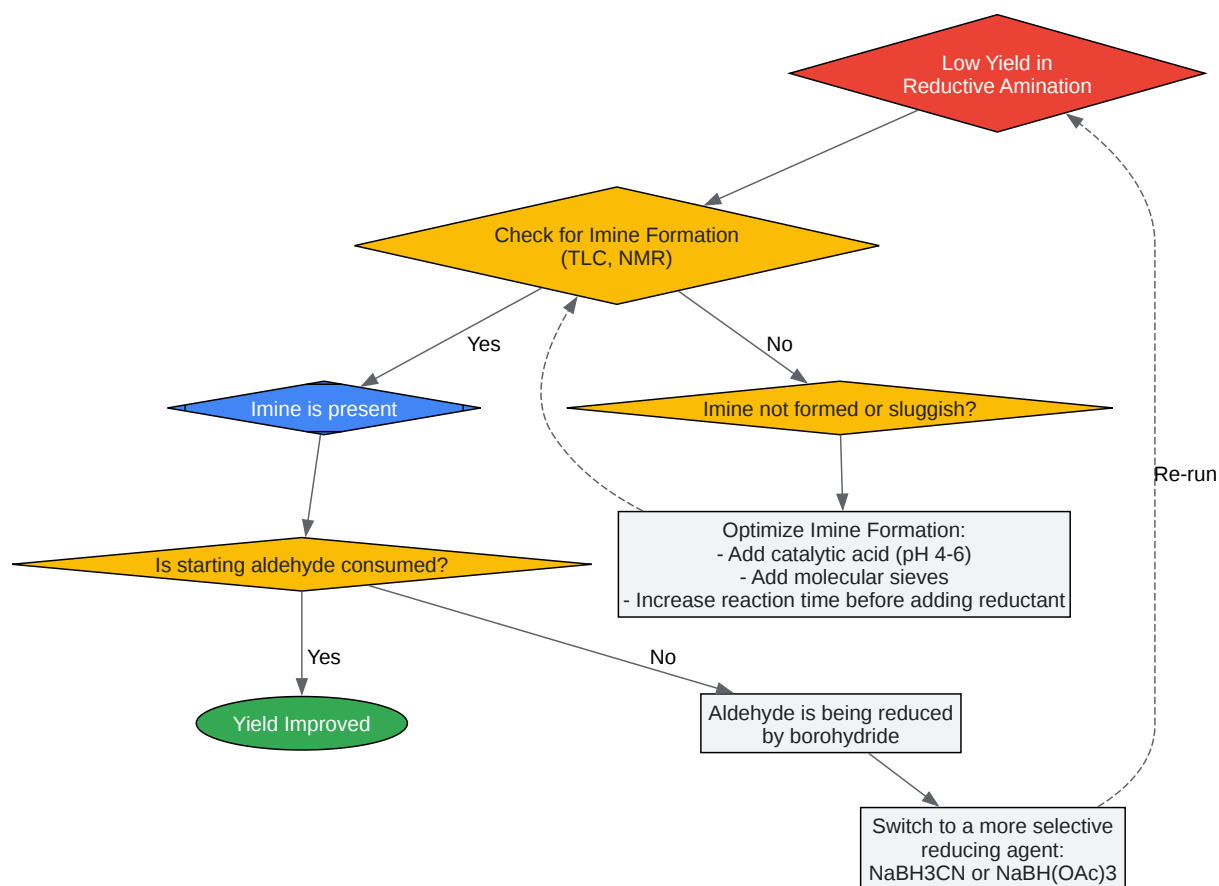 Low Yield in
Reductive Amination
Check for Imine Formation
(TLC, NMR)
Yes
No
Imine is present
Imine not formed or sluggish?
Re-run
Optimize Imine Formation:
- Add catalytic acid (pH 4-6)
- Add molecular sieves
- Increase reaction time before adding reductant
Is starting aldehyde consumed?
Yes
No
Yield Improved
Aldehyde is being reduced
by borohydride
Switch to a more selective
reducing agent:
NaBH3CN or NaBH(OAc)3